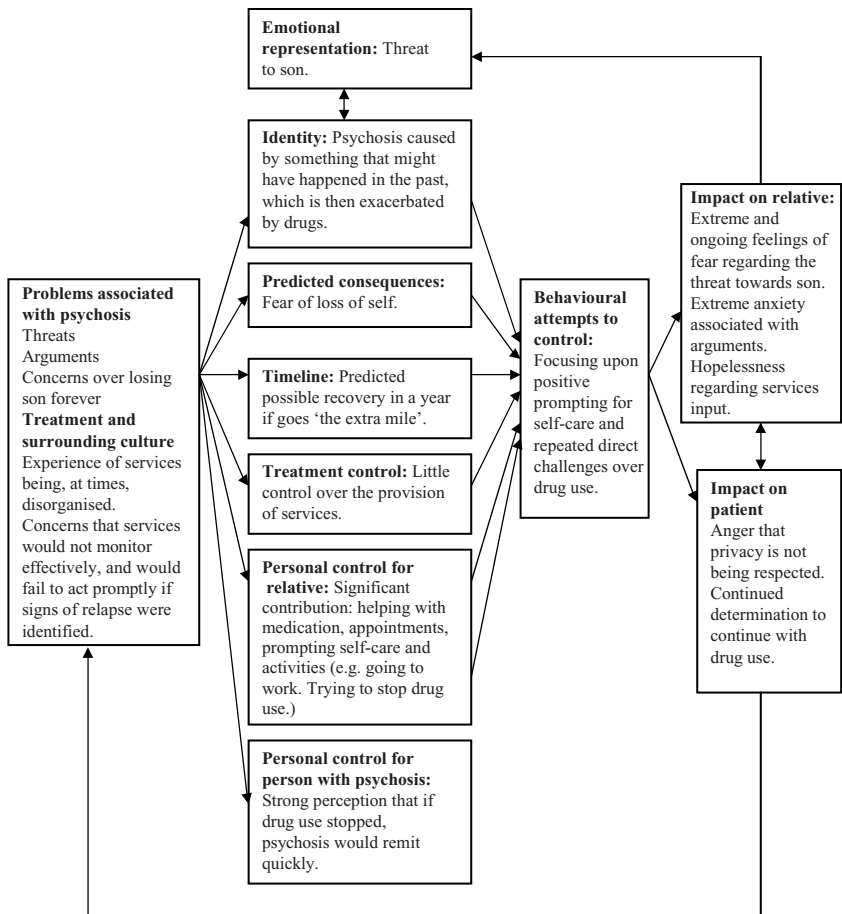 Emotional
representation: Threat
to son.
Identity: Psychosis caused
by something that might
have happened in the past,
which is then exacerbated
by drugs.
Problems associated
with psychosis
Threats
Arguments
Concerns over losing
son forever
Treatment and
surrounding culture
Experience of services
being, at times,
disorganised.
Concerns that services
would not monitor
effectively, and would
fail to act promptly if
signs of relapse were
identified.
Predicted consequences:
Fear of loss of self.
Timeline: Predicted
possible recovery in a year
if goes ‘the extra mile’.
Treatment control: Little
control over the provision
of services.
Personal control for
relative: Significant
contribution: helping with
medication, appointments,
prompting self-care and
activities (e.g. going to
work. Trying to stop drug
use.)
Personal control for
person with psychosis:
Strong perception that if
drug use stopped,
psychosis would remit
quickly.
Behavioural
attempts to
control:
Focusing upon
positive
prompting for
self-care and
repeated direct
challenges over
drug use.
Impact on relative:
Extreme and
ongoing feelings of
fear regarding the
threat towards son.
Extreme anxiety
associated with
arguments.
Hopelessness
regarding services
input.
Impact on
patient
Anger that
privacy is not
being respected.
Continued
determination to
continue with
drug use.